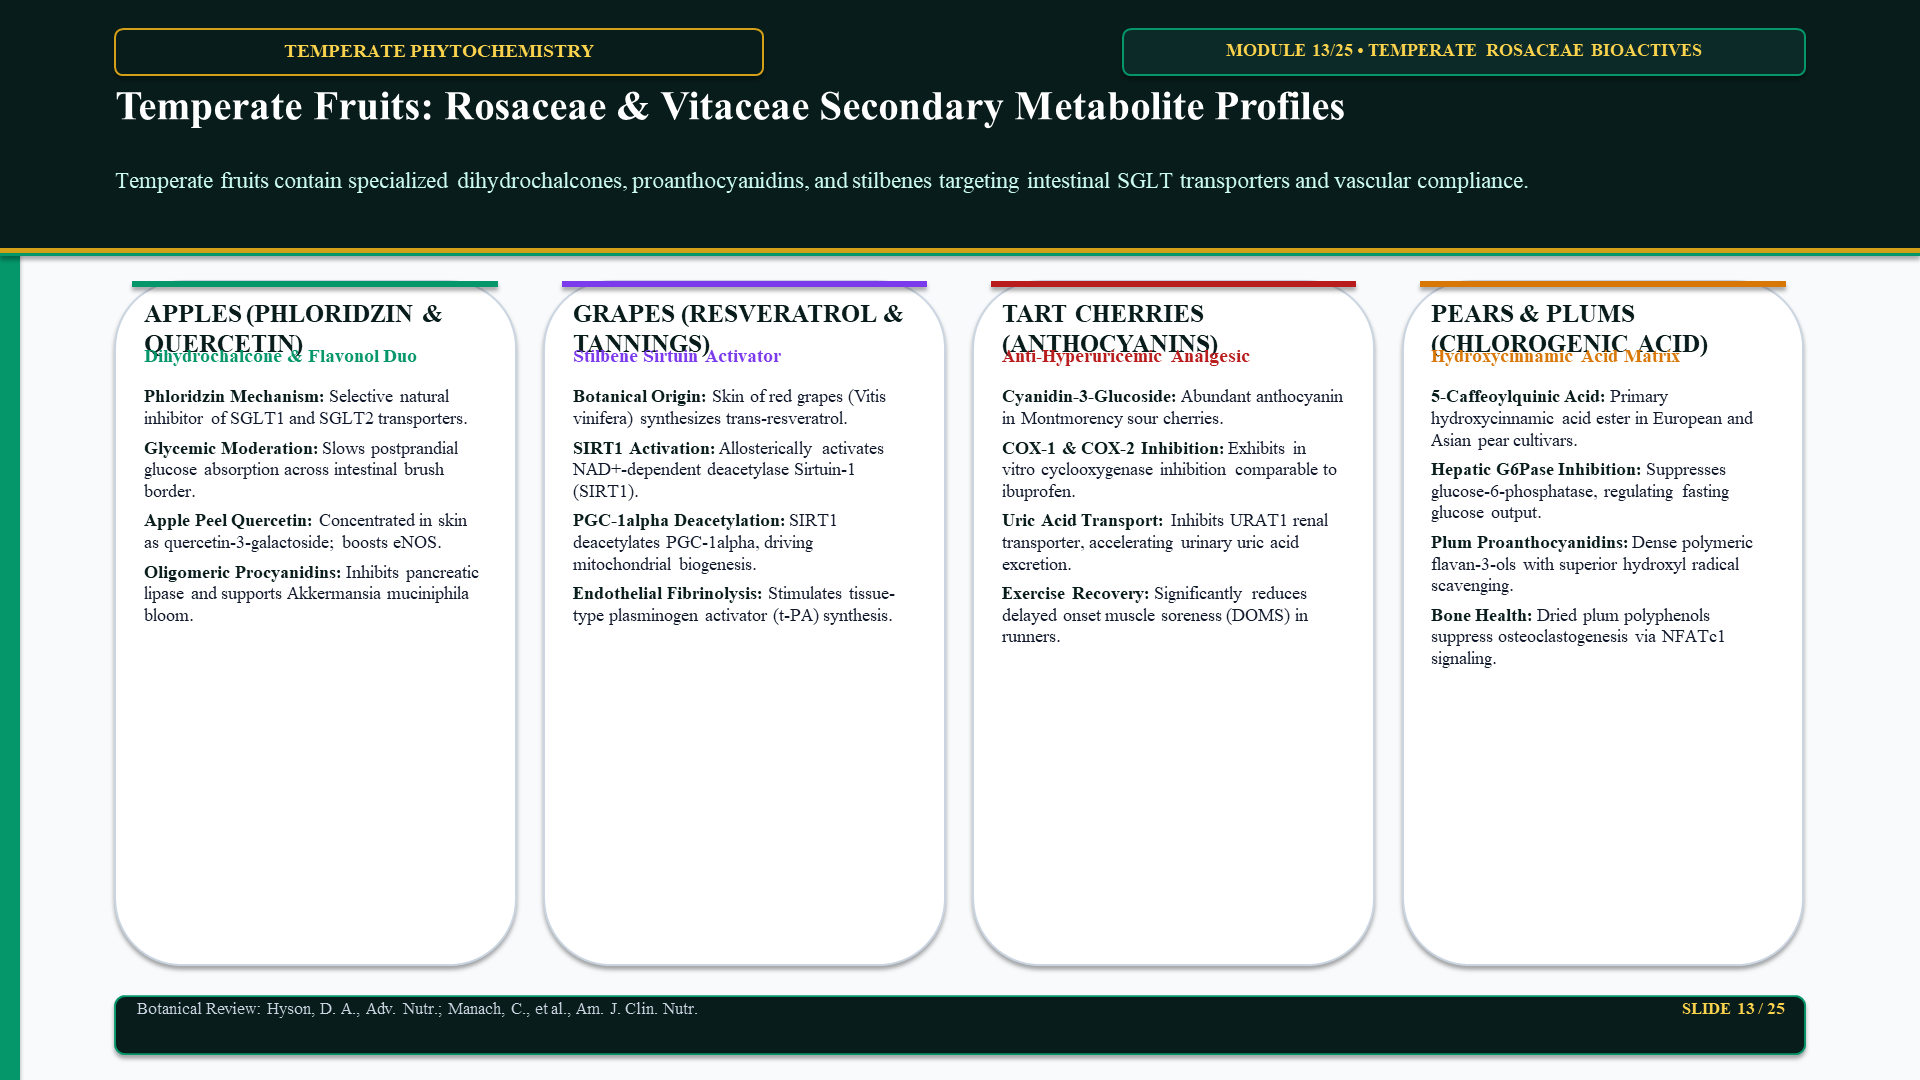 TEMPERATE PHYTOCHEMISTRY
MODULE 13/25 • TEMPERATE ROSACEAE BIOACTIVES
Temperate Fruits: Rosaceae & Vitaceae Secondary Metabolite Profiles
Temperate fruits contain specialized dihydrochalcones, proanthocyanidins, and stilbenes targeting intestinal SGLT transporters and vascular compliance.
APPLES (PHLORIDZIN &
QUERCETIN)
Dihydrochalcone & Flavonol Duo
Phloridzin Mechanism: Selective natural
inhibitor of SGLT1 and SGLT2 transporters.
Glycemic Moderation: Slows postprandial
glucose absorption across intestinal brush
border.
Apple Peel Quercetin: Concentrated in skin
as quercetin-3-galactoside; boosts eNOS.
Oligomeric Procyanidins: Inhibits pancreatic
lipase and supports Akkermansia muciniphila
bloom.
GRAPES (RESVERATROL &
TANNINGS)
Stilbene Sirtuin Activator
Botanical Origin: Skin of red grapes (Vitis
vinifera) synthesizes trans-resveratrol.
SIRT1 Activation: Allosterically activates
NAD+-dependent deacetylase Sirtuin-1
(SIRT1).
PGC-1alpha Deacetylation: SIRT1
deacetylates PGC-1alpha, driving
mitochondrial biogenesis.
Endothelial Fibrinolysis: Stimulates tissue-
type plasminogen activator (t-PA) synthesis.
TART CHERRIES
(ANTHOCYANINS)
Anti-Hyperuricemic Analgesic
Cyanidin-3-Glucoside: Abundant anthocyanin
in Montmorency sour cherries.
COX-1 & COX-2 Inhibition: Exhibits in
vitro cyclooxygenase inhibition comparable to
ibuprofen.
Uric Acid Transport: Inhibits URAT1 renal
transporter, accelerating urinary uric acid
excretion.
Exercise Recovery: Significantly reduces
delayed onset muscle soreness (DOMS) in
runners.
PEARS & PLUMS
(CHLOROGENIC ACID)
Hydroxycinnamic Acid Matrix
5-Caffeoylquinic Acid: Primary
hydroxycinnamic acid ester in European and
Asian pear cultivars.
Hepatic G6Pase Inhibition: Suppresses
glucose-6-phosphatase, regulating fasting
glucose output.
Plum Proanthocyanidins: Dense polymeric
flavan-3-ols with superior hydroxyl radical
scavenging.
Bone Health: Dried plum polyphenols
suppress osteoclastogenesis via NFATc1
signaling.
Botanical Review: Hyson, D. A., Adv. Nutr.; Manach, C., et al., Am. J. Clin. Nutr.
SLIDE 13 / 25